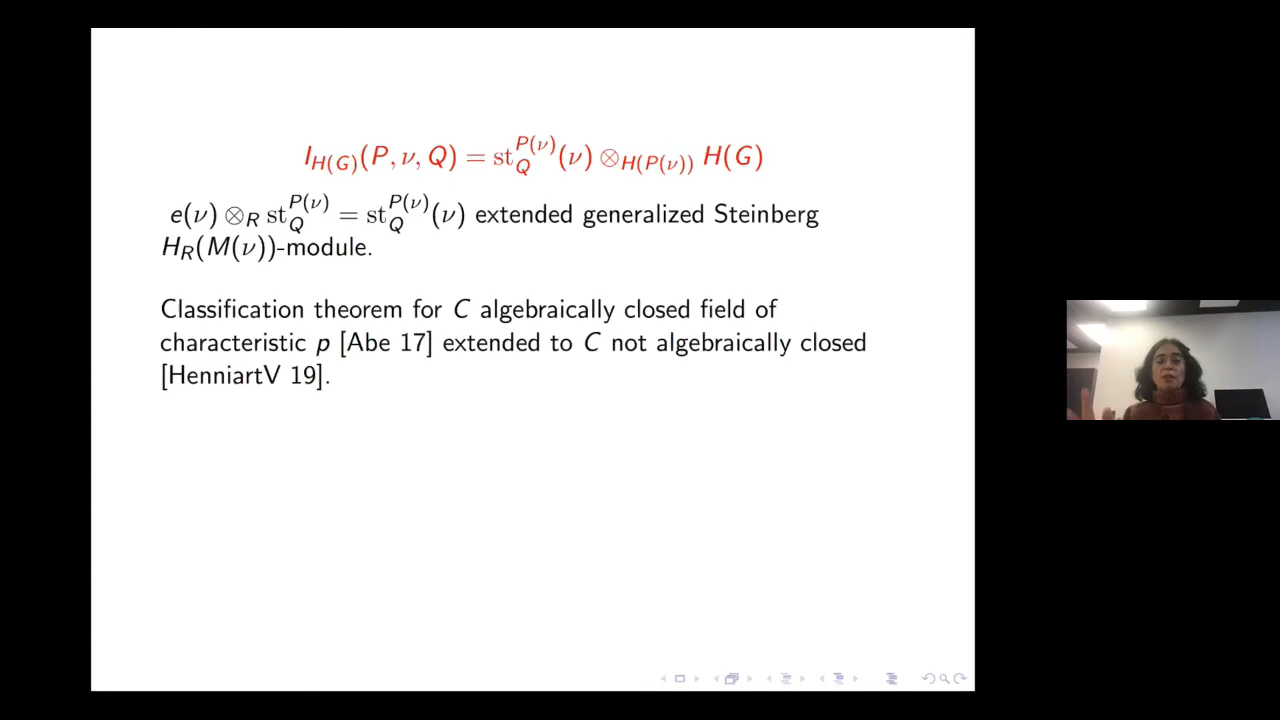 I_{H(G)}(P, ν, Q) = st_Q^{P(ν)}(ν) ⊗_{H(P(ν))} H(G)
e(ν) ⊗_R st_Q^{P(ν)} = st_Q^{P(ν)}(ν) extended generalized Steinberg
H_R(M(ν))-module.
Classification theorem for C algebraically closed field of
characteristic p [Abe 17] extended to C not algebraically closed
[HenniartV 19].